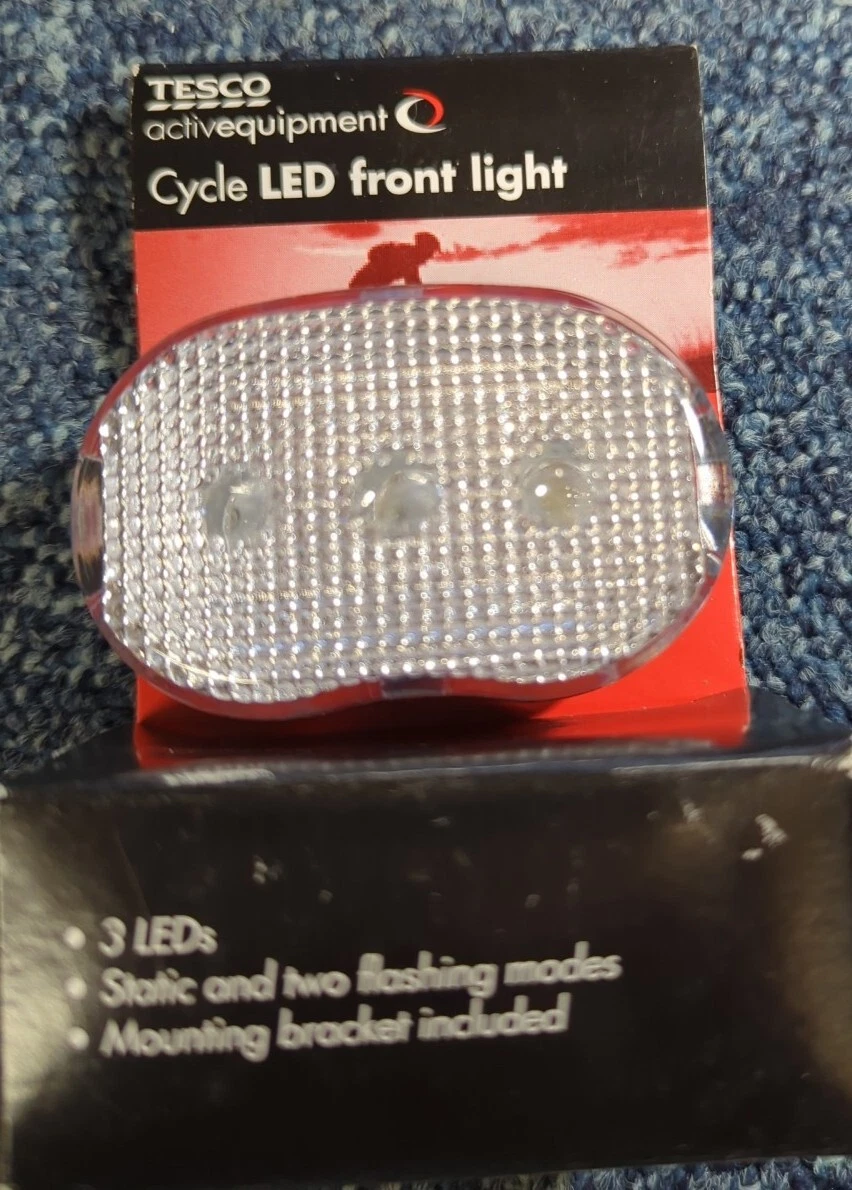 TESCO
activequipment
Cycle LED front light
• 3 LEDs
• Static and two flashing modes
• Mounting bracket included